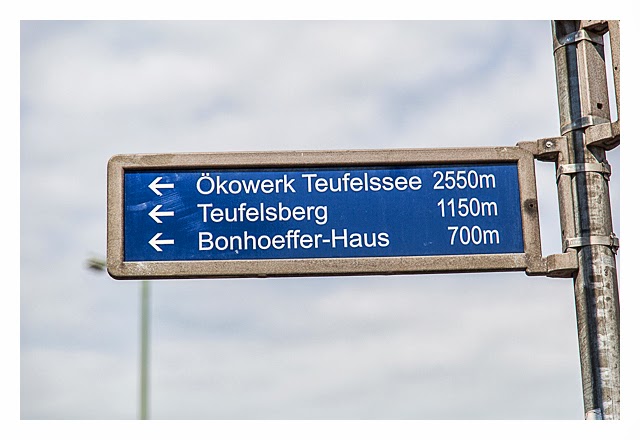 ← Ökowerk Teufelssee 2550m
← Teufelsberg 1150m
← Bonhoeffer-Haus 700m